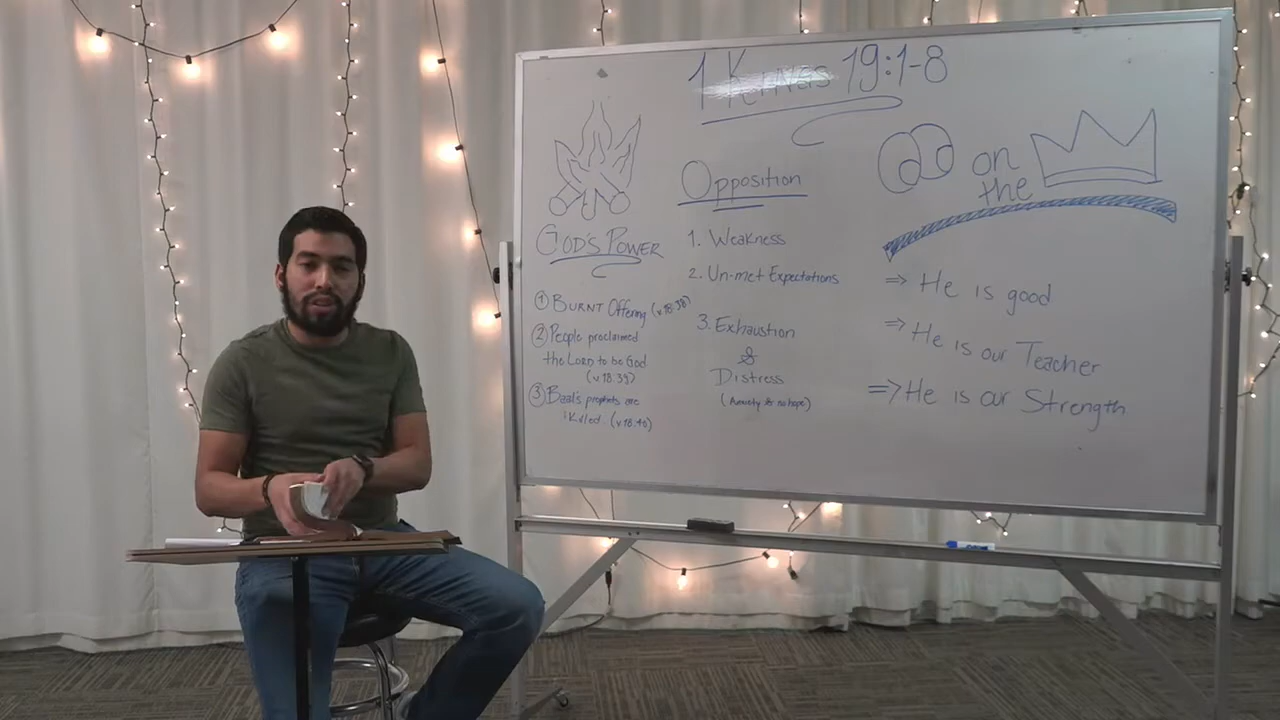 1 Kings 19:1-8
GOD'S POWER
① BURNT Offering (v 18:38)
② People proclaimed
the LORD to be God
(v 18:39)
③ Baal's prophets are
killed. (v 18:40)
Opposition
1. Weakness
2. Un-met Expectations
3. Exhaustion
&
Distress
(Anxiety & no hope)
on
the
⇒ He is good
⇒ He is our Teacher
⇒ He is our Strength